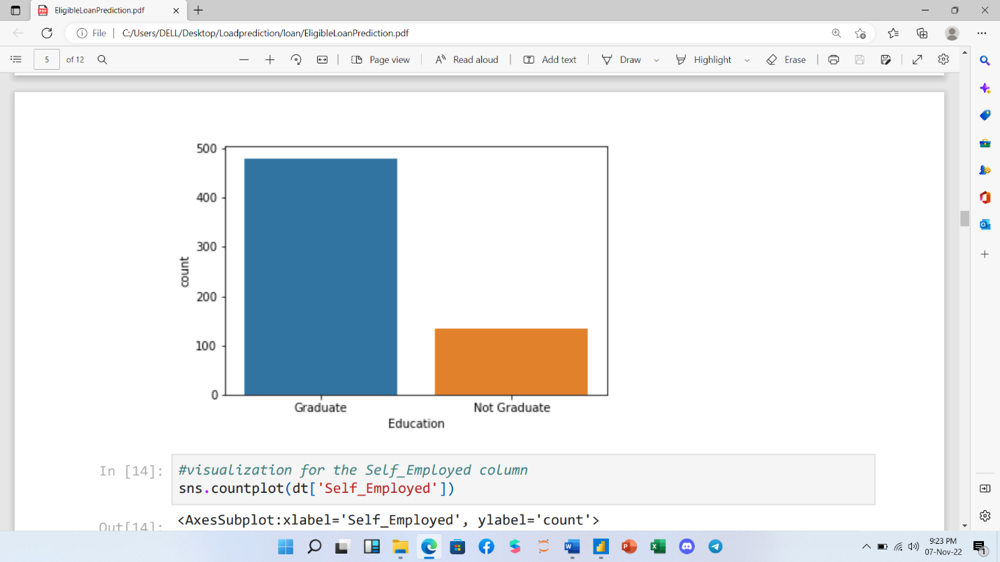 EligibleLoanPrediction.pdf
File
C:/Users/DELL/Desktop/Loadprediction/loan/EligibleLoanPrediction.pdf
5 of 12
Page view
Read aloud
Add text
Draw
Highlight
Erase
500
400
300
200
100
0
count
Graduate Not Graduate
Education
In [14]: #visualization for the Self_Employed column
sns.countplot(dt['Self_Employed'])
Out[14]: <AxesSubplot:xlabel='Self_Employed', ylabel='count'>
9:23 PM
07-Nov-22
1